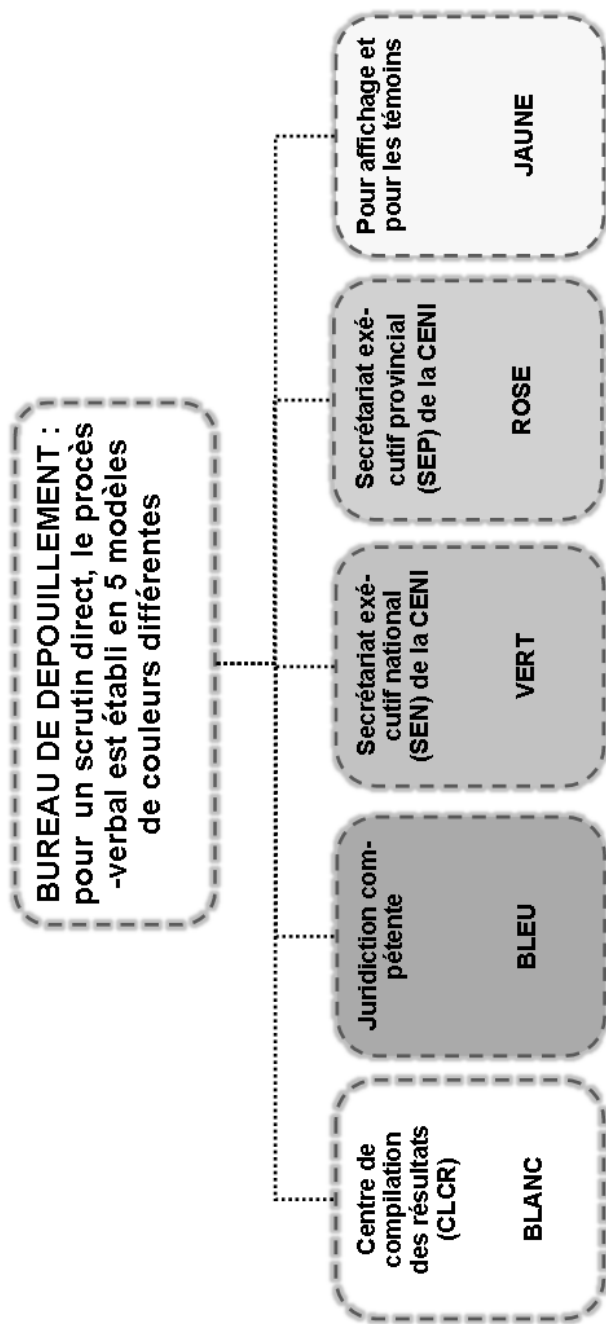 BUREAU DE DEPOUILLEMENT :
pour un scrutin direct, le procès
-verbal est établi en 5 modèles
de couleurs différentes
Centre de
compilation
des résultats
(CLCR)
BLANC
Juridiction com-
pétente
BLEU
Secrétariat exé-
cutif national
(SEN) de la CENI
VERT
Secrétariat exé-
cutif provincial
(SEP) de la CENI
ROSE
Pour affichage et
pour les témoins
JAUNE